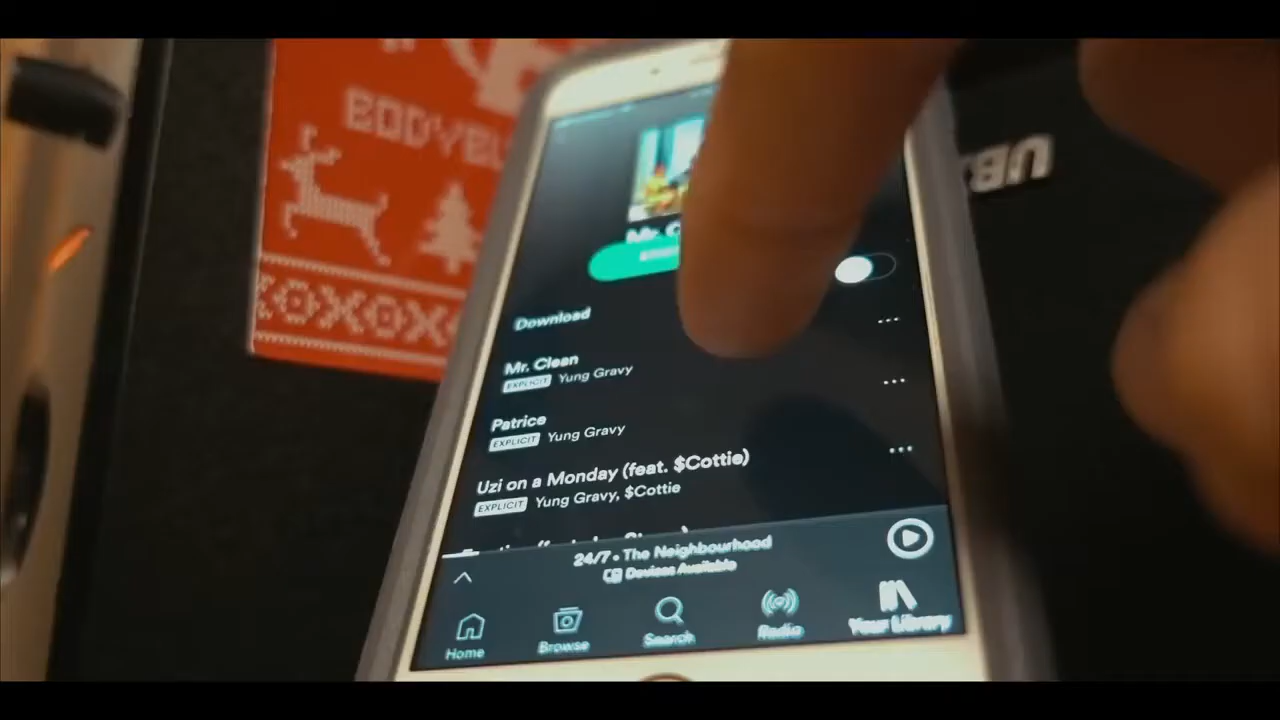 Mr.
Download
Mr. Clean
EXPLICIT Yung Gravy
Patrice
EXPLICIT Yung Gravy
Uzi on a Monday (feat. $Cottie)
EXPLICIT Yung Gravy, $Cottie
24/7 • The Neighbourhood
Devices Available
Home Browse Search Radio Your Library